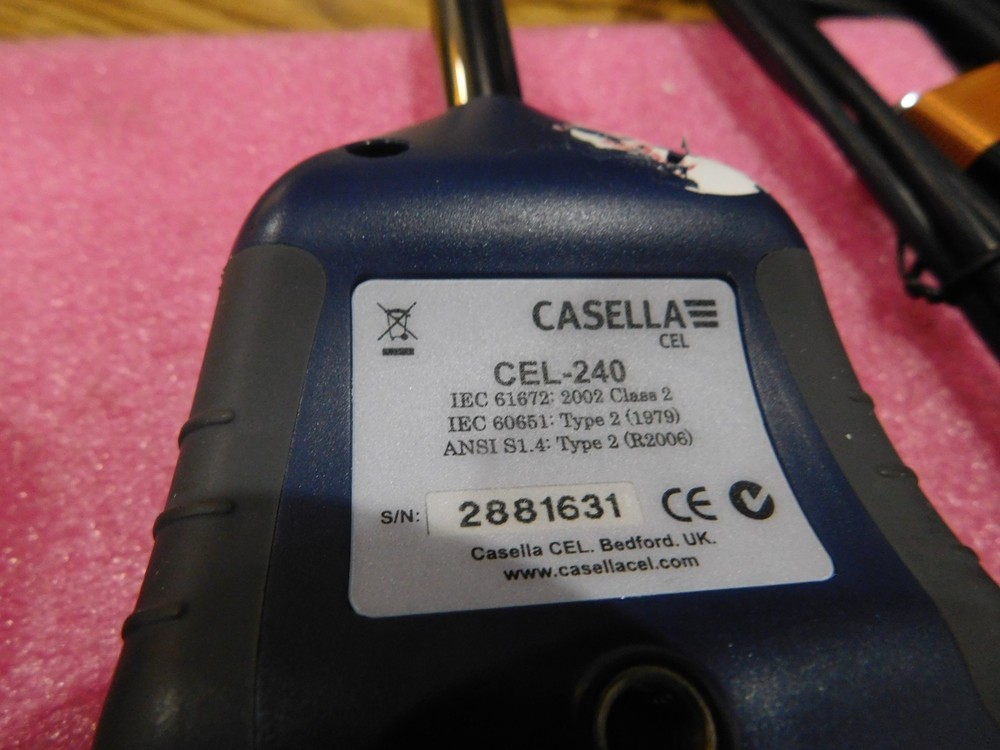 CASELLA
CEL
CEL-240
IEC 61672: 2002 Class 2
IEC 60651: Type 2 (1979)
ANSI S1.4: Type 2 (R2006)
S/N: 2881631 CE
Casella CEL. Bedford. UK.
www.casellacel.com